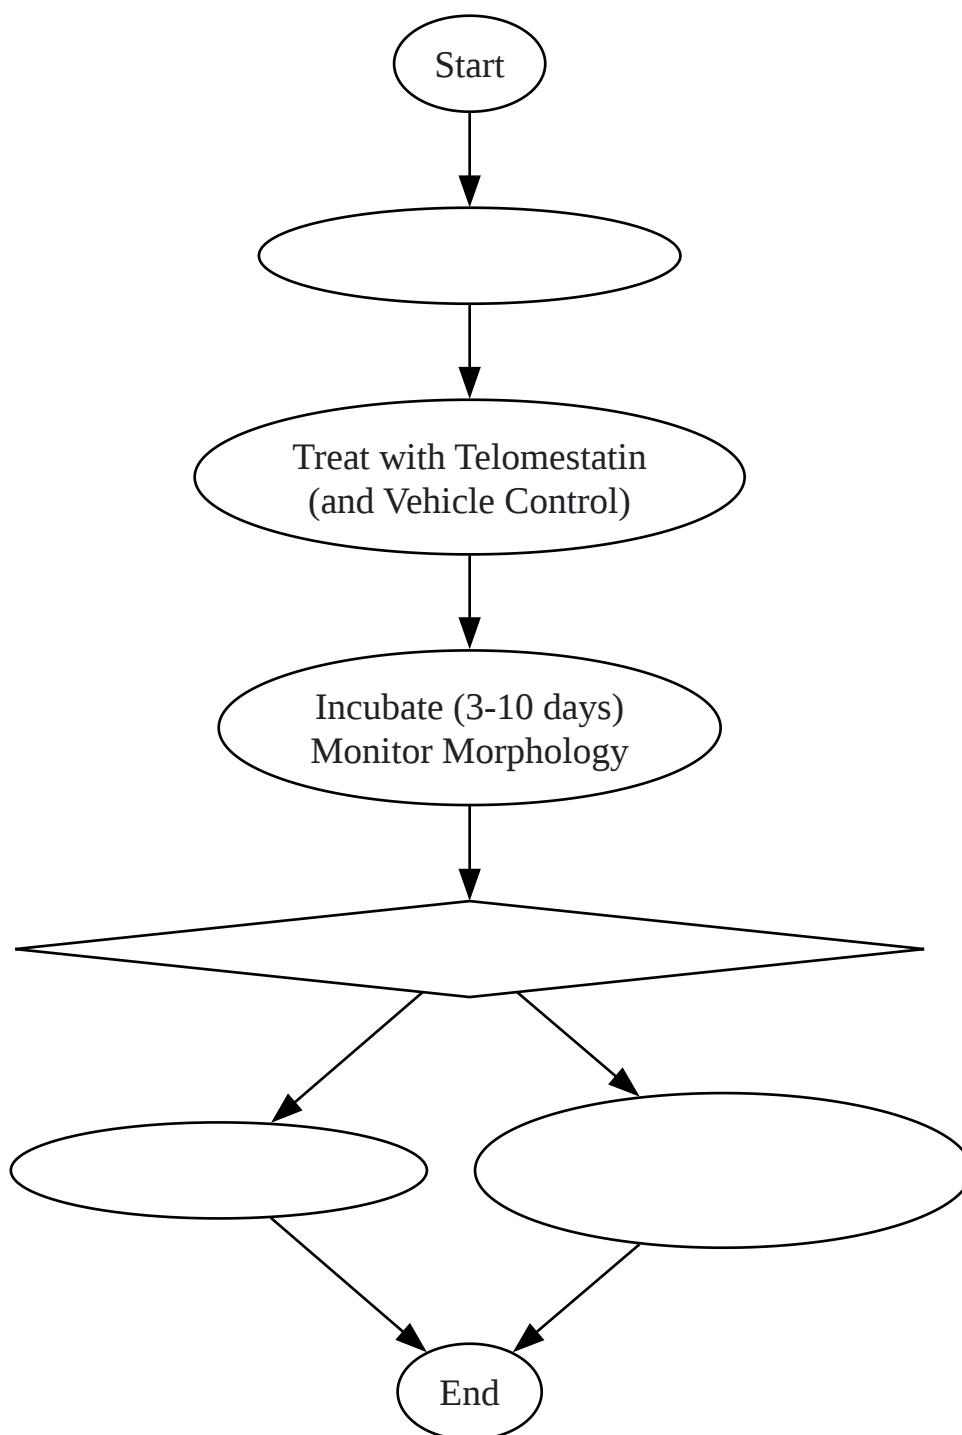 Start
Treat with Telomestatin
(and Vehicle Control)
Incubate (3-10 days)
Monitor Morphology
End